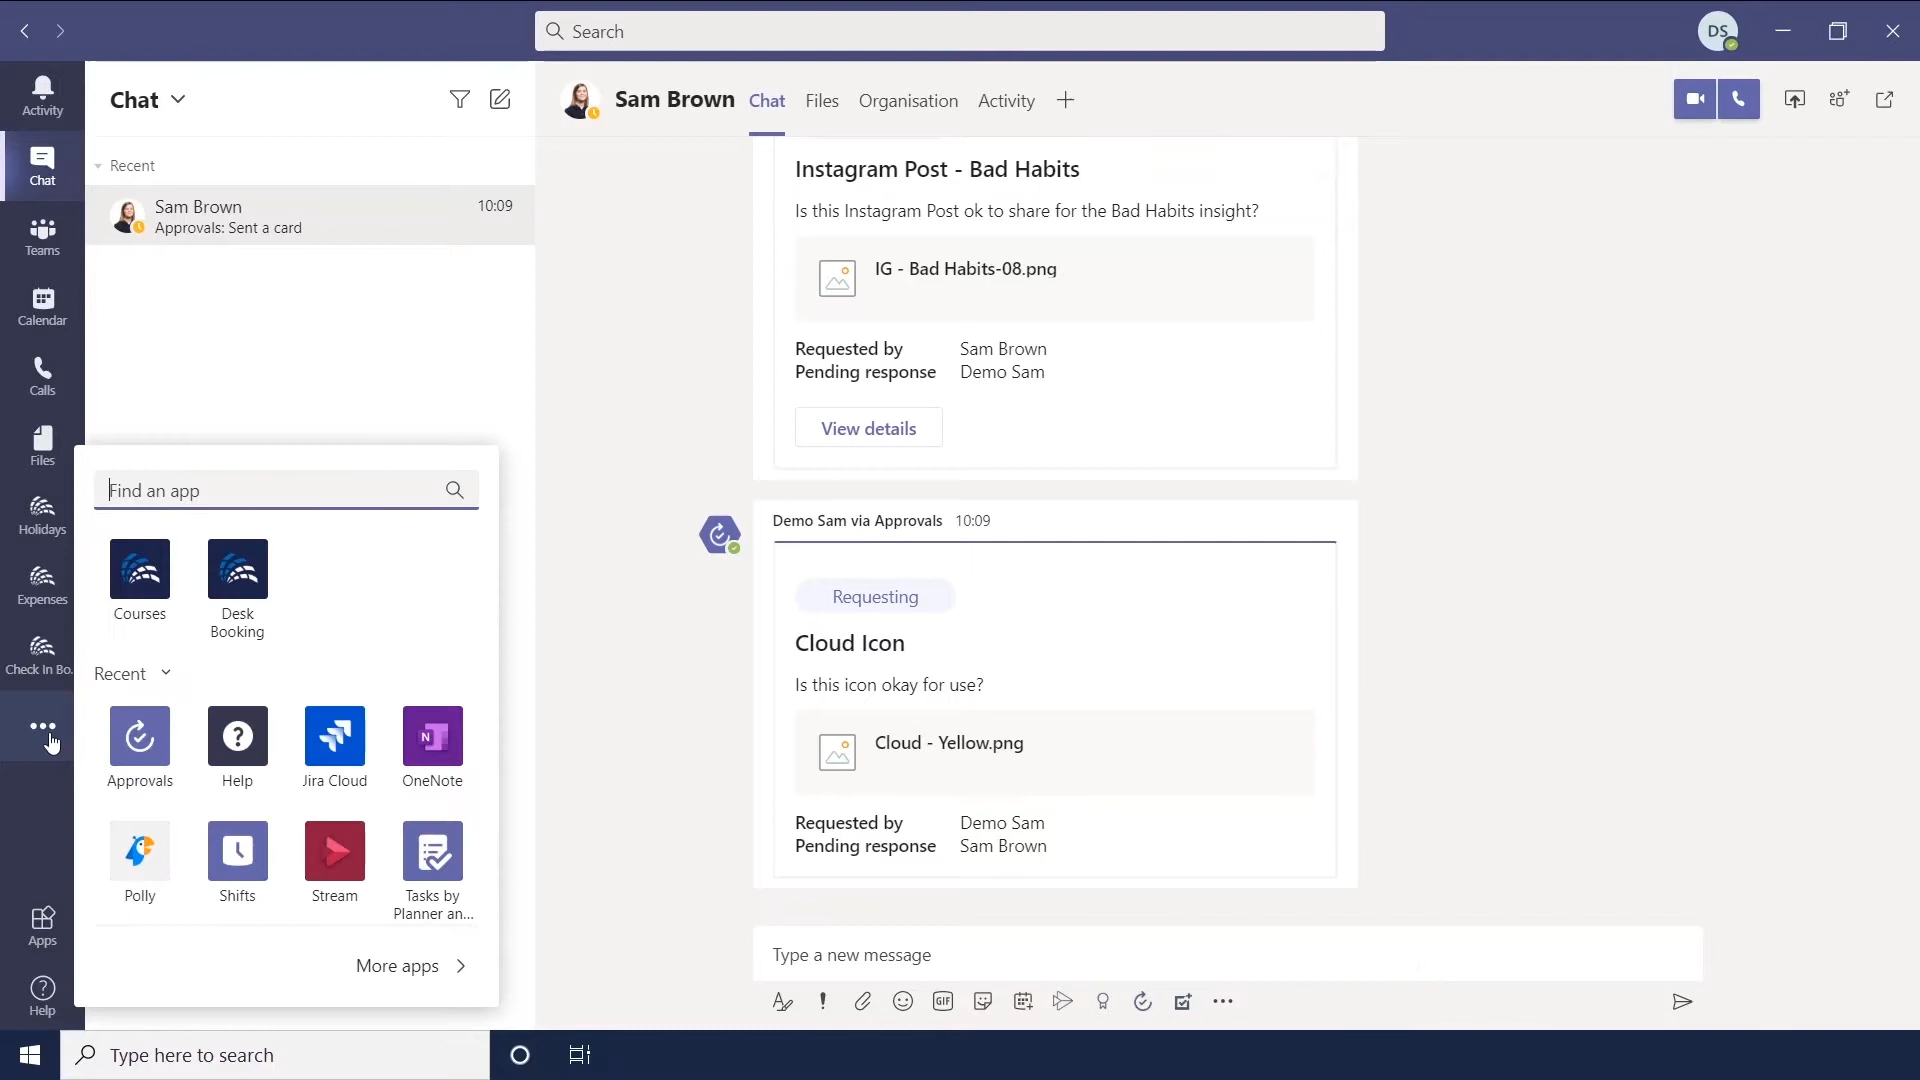 Search
DS
Activity
Chat
Teams
Calendar
Calls
Files
Holidays
Expenses
Check In Bo.
Apps
Help
Chat
Recent
Sam Brown
10:09
Approvals: Sent a card
Find an app
Courses
Desk
Booking
Recent
Approvals
Help
Jira Cloud
N
OneNote
Polly
Shifts
Stream
Tasks by
Planner an...
More apps
Sam Brown
Chat
Files
Organisation
Activity
Instagram Post - Bad Habits
Is this Instagram Post ok to share for the Bad Habits insight?
IG - Bad Habits-08.png
Requested by Sam Brown
Pending response Demo Sam
View details
Demo Sam via Approvals 10:09
Requesting
Cloud Icon
Is this icon okay for use?
Cloud - Yellow.png
Requested by Demo Sam
Pending response Sam Brown
Type a new message
GIF
Type here to search